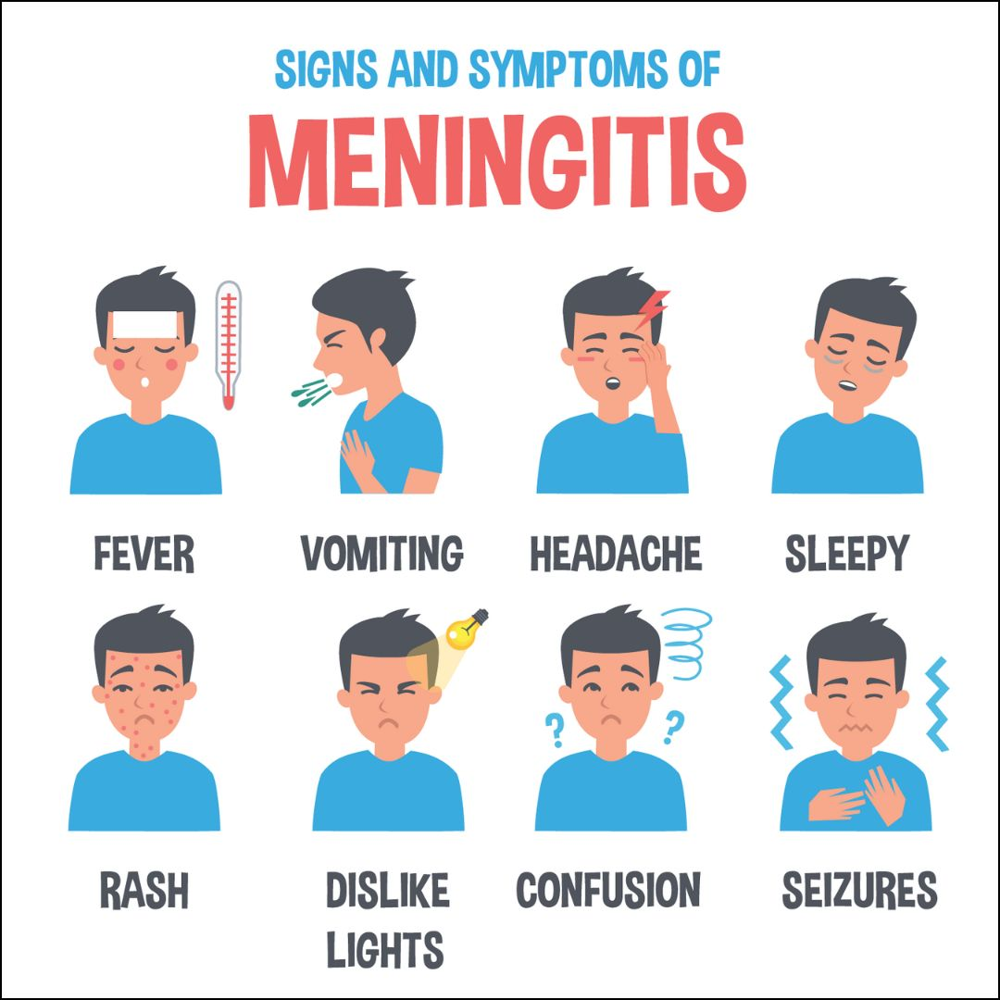 SIGNS AND SYMPTOMS OF
MENINGITIS
FEVER
VOMITING
HEADACHE
SLEEPY
RASH
DISLIKE
LIGHTS
CONFUSION
SEIZURES
?
?